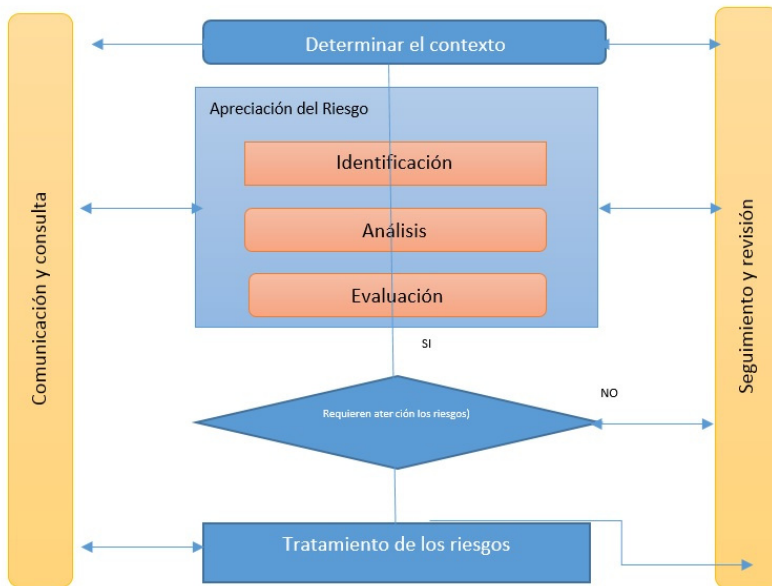 Determinar el contexto
Apreciación del Riesgo
Identificación
Análisis
Evaluación
SI
Requieren atención los riesgos)
NO
Tratamiento de los riesgos
Comunicación y consulta
Seguimiento y revisión